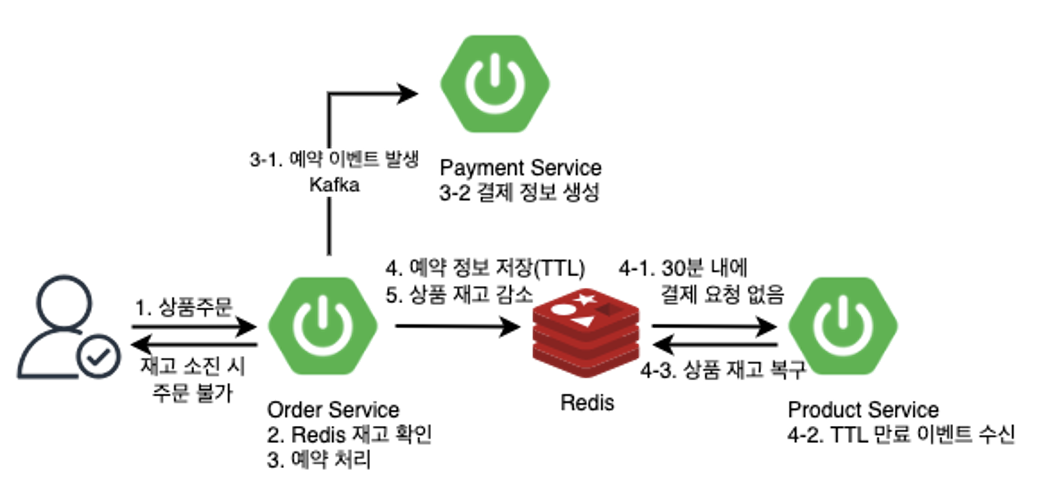 3-1. 예약 이벤트 발생
Kafka
Payment Service
3-2 결제 정보 생성
1. 상품주문
재고 소진 시
주문 불가
Order Service
2. Redis 재고 확인
3. 예약 처리
4. 예약 정보 저장(TTL)
5. 상품 재고 감소
Redis
4-1. 30분 내에
결제 요청 없음
4-3. 상품 재고 복구
Product Service
4-2. TTL 만료 이벤트 수신